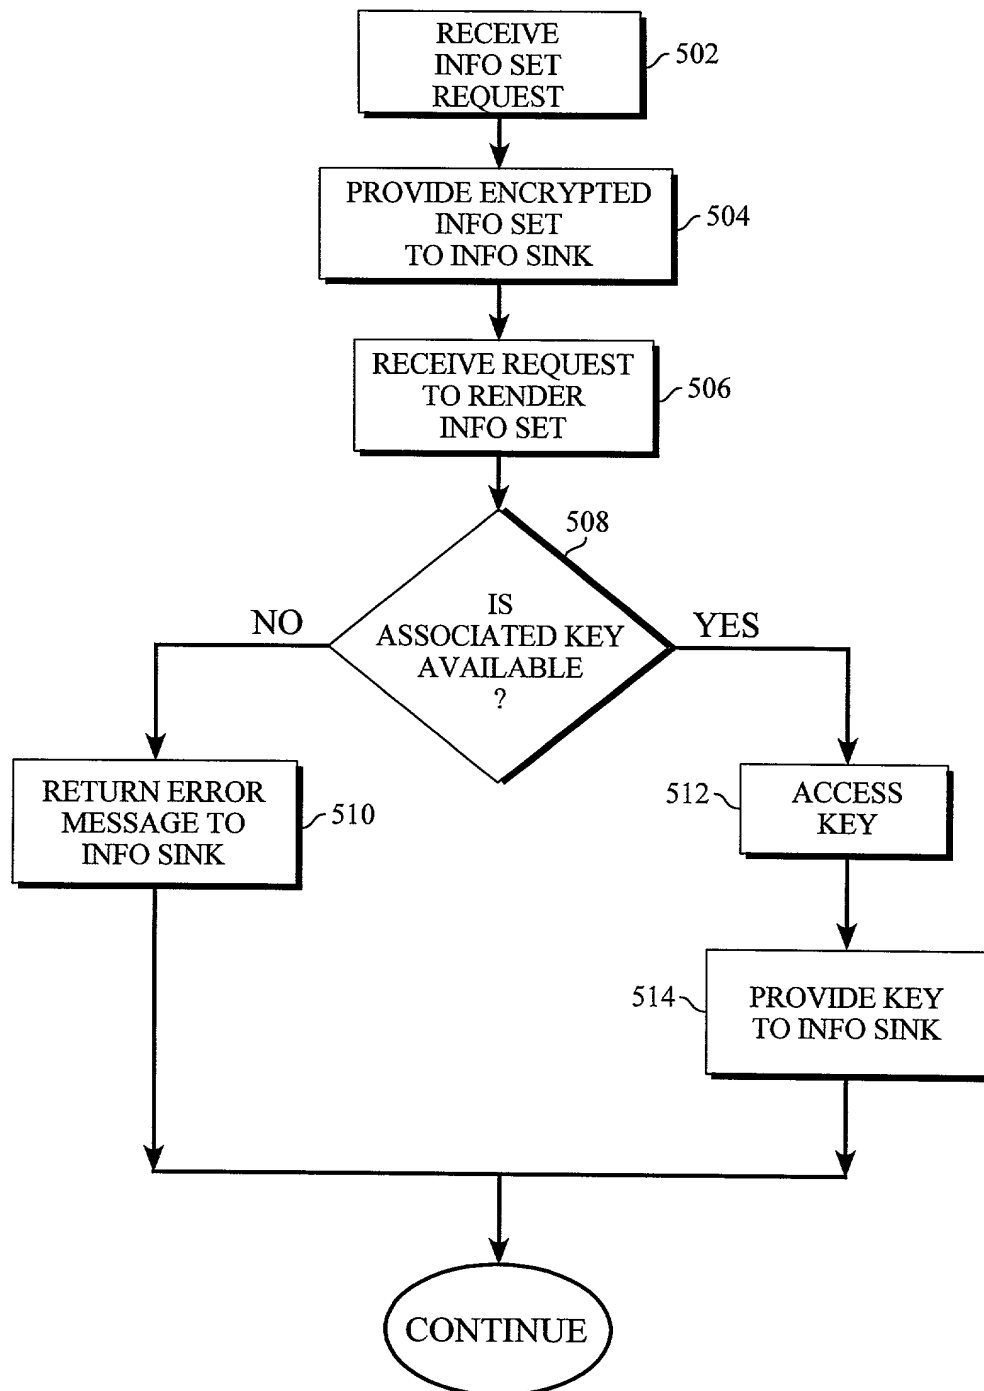 RECEIVE
INFO SET
REQUEST
502
PROVIDE ENCRYPTED
INFO SET
TO INFO SINK
504
RECEIVE REQUEST
TO RENDER
INFO SET
506
508
IS
ASSOCIATED KEY
AVAILABLE
?
NO
YES
RETURN ERROR
MESSAGE TO
INFO SINK
510
512
ACCESS
KEY
514
PROVIDE KEY
TO INFO SINK
CONTINUE